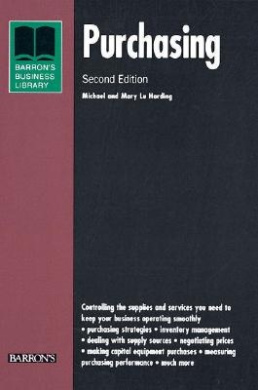 BARRON'S
BUSINESS
LIBRARY
Purchasing
Second Edition
Michael and Mary Lu Harding
Controlling the supplies and services you need to
keep your business operating smoothly
• purchasing strategies • inventory management
• dealing with supply sources • negotiating prices
• making capital equipment purchases • measuring
purchasing performance • much more
BARRON'S